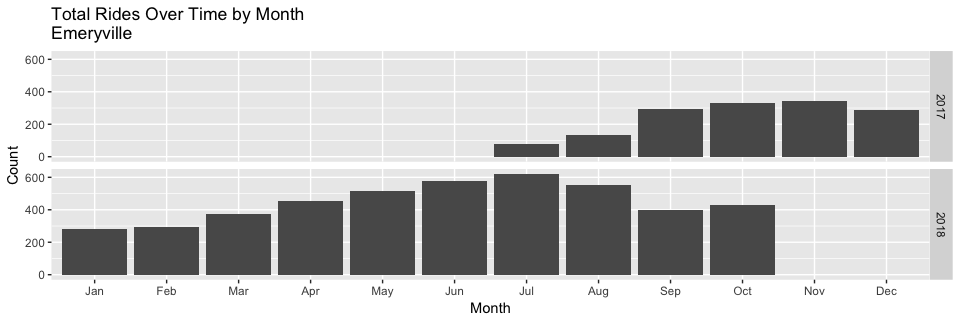 Total Rides Over Time by Month
Emeryville
600
400
200
0
2017
Count
600
400
200
0
2018
Jan Feb Mar Apr May Jun Jul Aug Sep Oct Nov Dec
Month